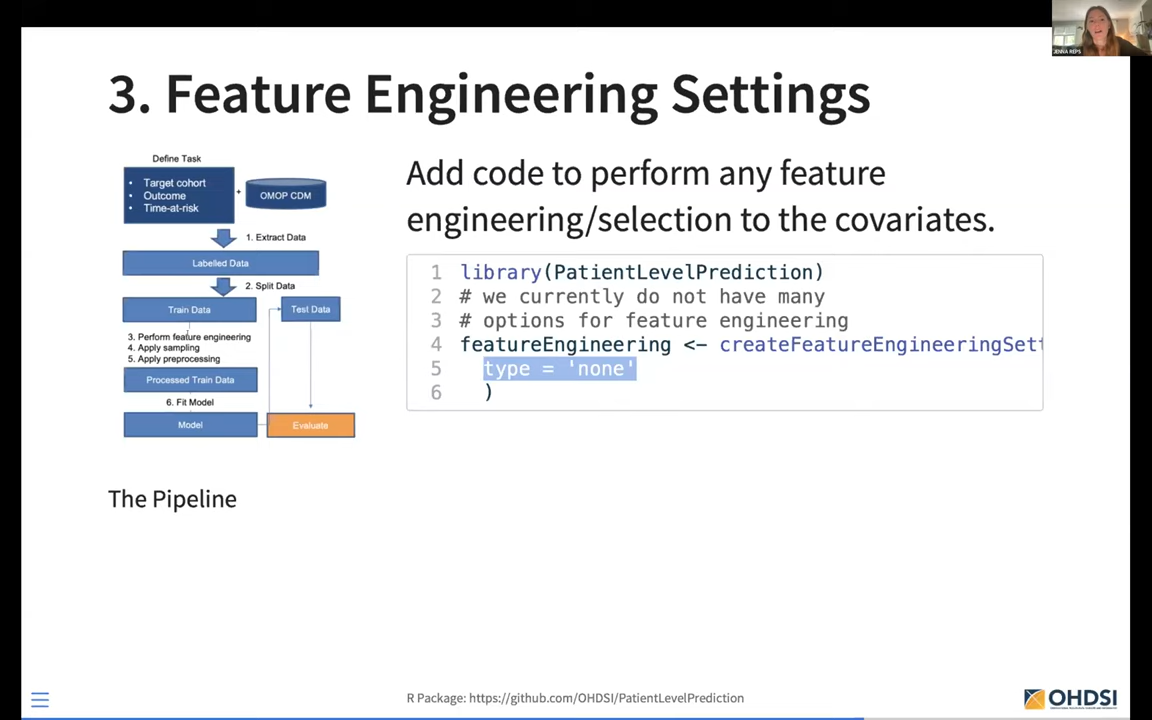 JENNA REPS
3. Feature Engineering Settings
Define Task
• Target cohort
• Outcome
• Time-at-risk
+
OMOP CDM
1. Extract Data
Labelled Data
2. Split Data
Train Data
Test Data
3. Perform feature engineering
4. Apply sampling
5. Apply preprocessing
Processed Train Data
6. Fit Model
Model
Evaluate
The Pipeline
Add code to perform any feature
engineering/selection to the covariates.
1 library(PatientLevelPrediction)
2 # we currently do not have many
3 # options for feature engineering
4 featureEngineering <- createFeatureEngineeringSett
5 type = 'none'
6 )
R Package: https://github.com/OHDSI/PatientLevelPrediction
OHDSI